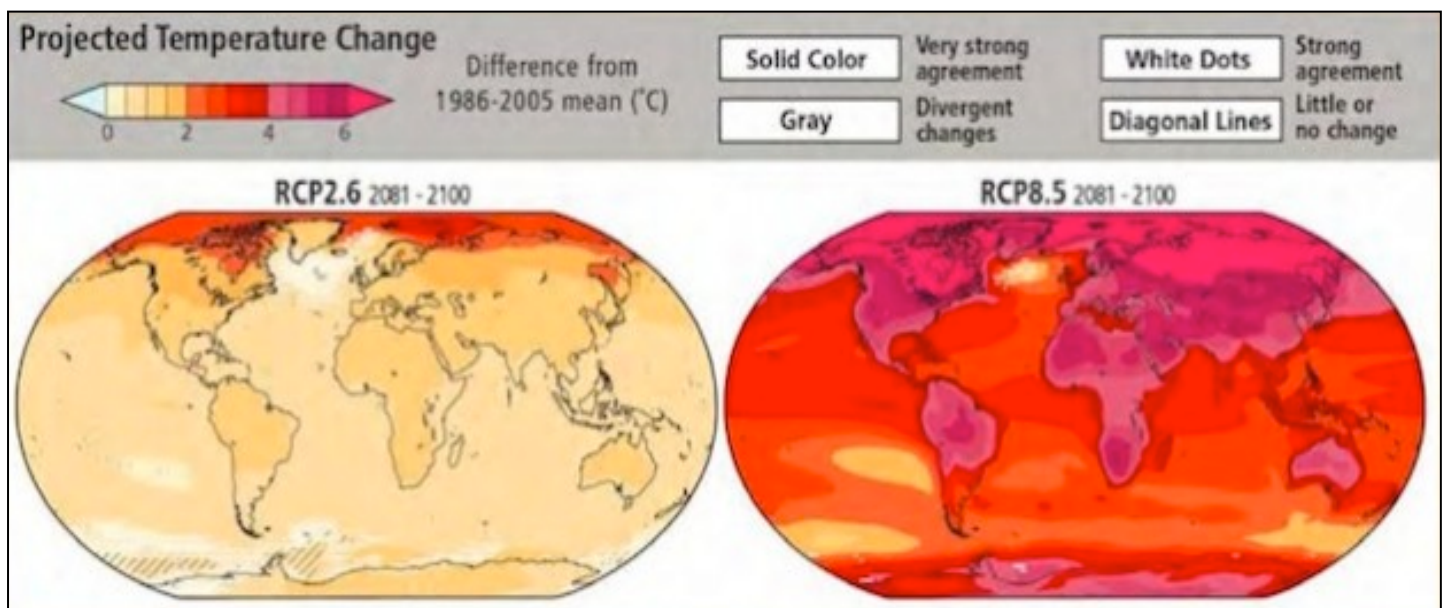 Projected Temperature Change
0 2 4 6
Difference from
1986-2005 mean (˚C)
Solid Color
Very strong
agreement
White Dots
Strong
agreement
Gray
Divergent
changes
Diagonal Lines
Little or
no change
RCP2.6 2081 - 2100
RCP8.5 2081 - 2100